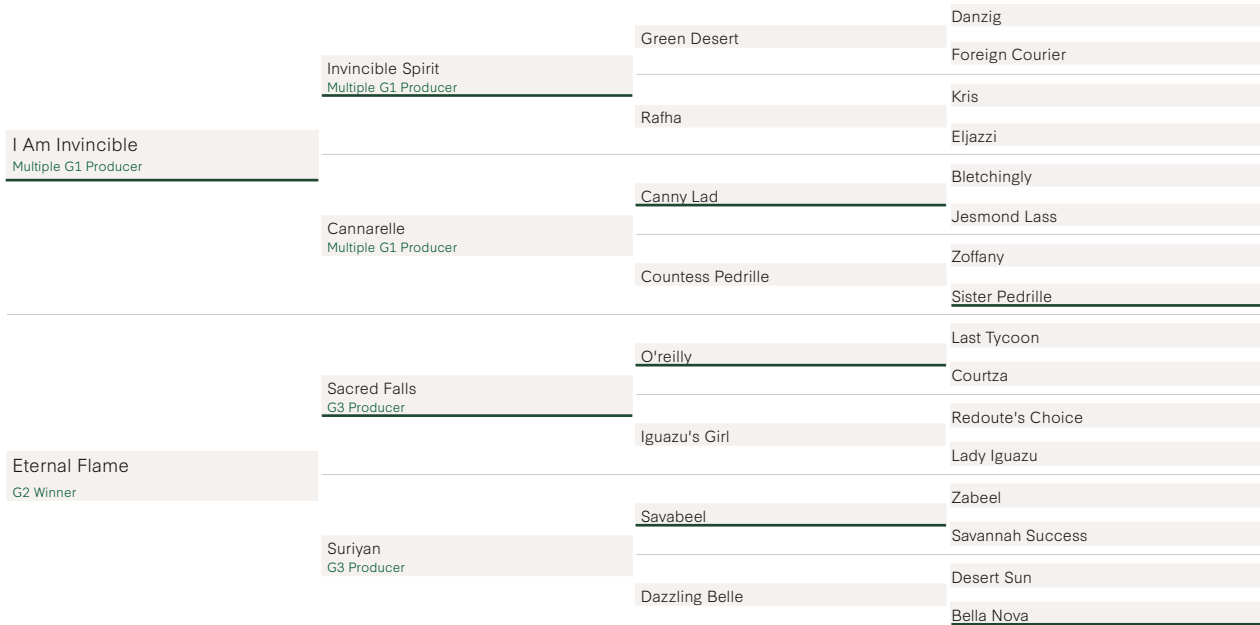 Danzig
Green Desert
Foreign Courier
Invincible Spirit
Multiple G1 Producer
Kris
Rafha
Eljazzi
I Am Invincible
Multiple G1 Producer
Bletchingly
Canny Lad
Jesmond Lass
Cannarelle
Multiple G1 Producer
Zoffany
Countess Pedrille
Sister Pedrille
Last Tycoon
O'reilly
Courtza
Sacred Falls
G3 Producer
Redoute's Choice
Iguazu's Girl
Lady Iguazu
Eternal Flame
G2 Winner
Zabeel
Savabeel
Savannah Success
Suriyan
G3 Producer
Desert Sun
Dazzling Belle
Bella Nova